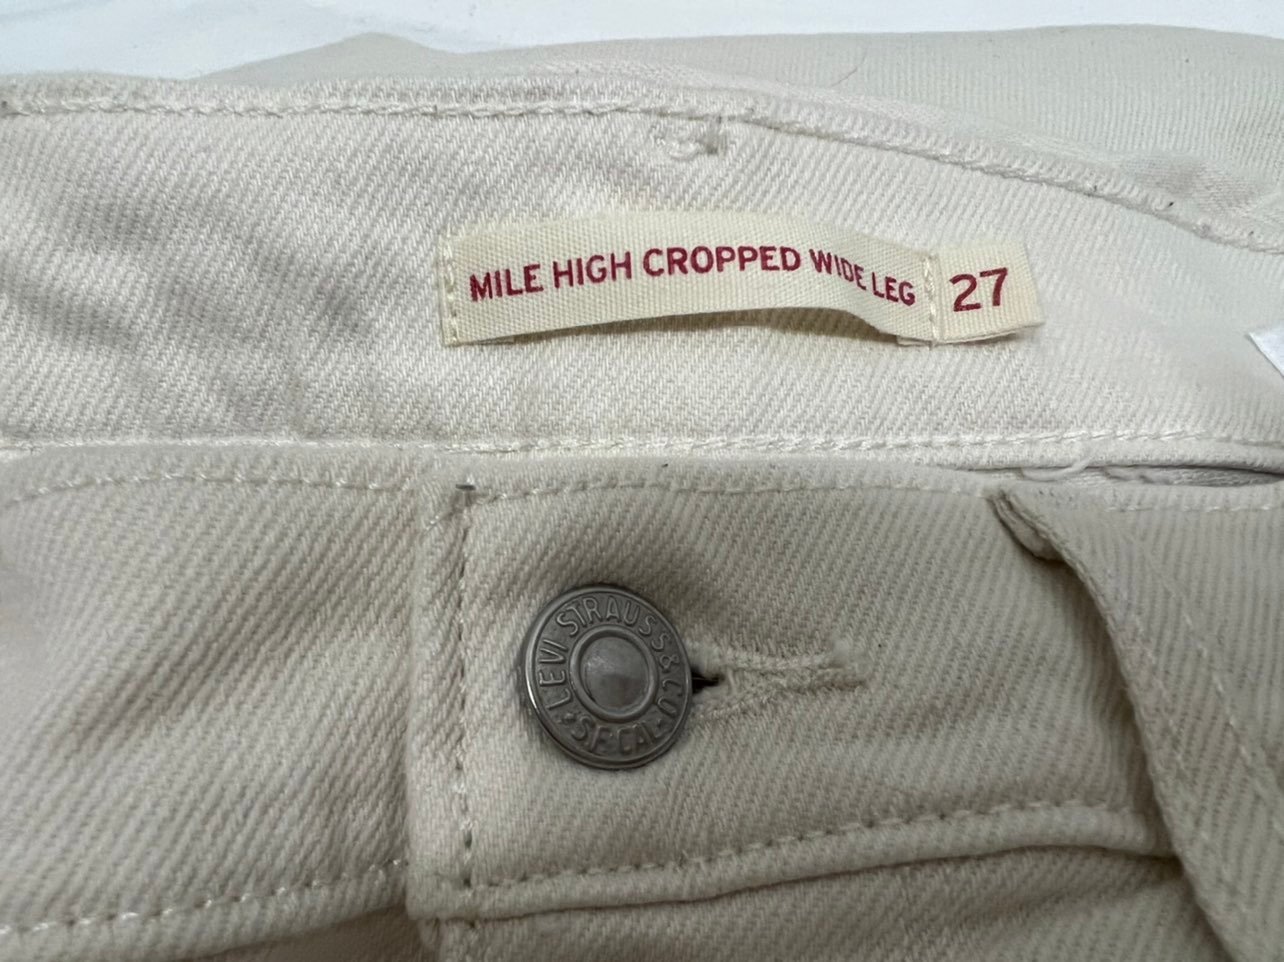 MILE HIGH CROPPED WIDE LEG 27
LEVI STRAUSS & CO
S.F. CAL